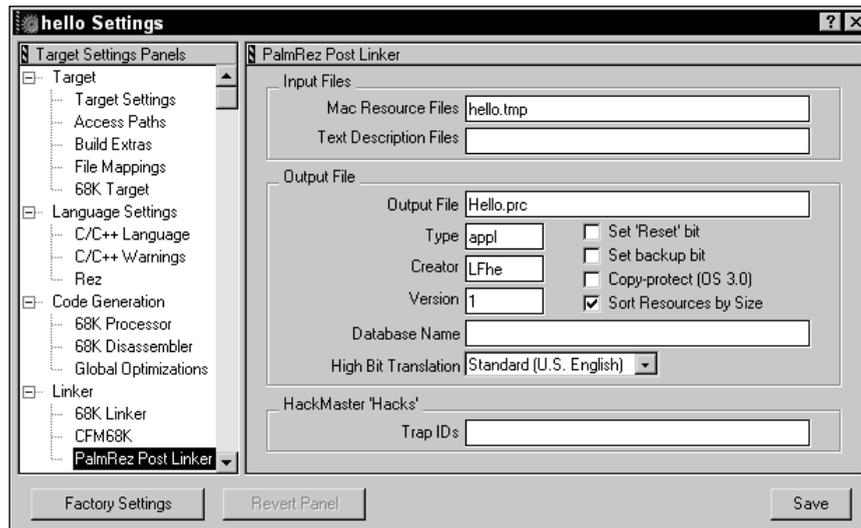 hello Settings
Target Settings Panels
Target
Target Settings
Access Paths
Build Extras
File Mappings
68K Target
Language Settings
C/C++ Language
C/C++ Warnings
Rez
Code Generation
68K Processor
68K Disassembler
Global Optimizations
Linker
68K Linker
CFM68K
PalmRez Post Linker
PalmRez Post Linker
Input Files
Mac Resource Files hello.tmp
Text Description Files
Output File
Output File Hello.prc
Type appl
Creator LFhe
Version 1
Set 'Reset' bit
Set backup bit
Copy-protect (OS 3.0)
Sort Resources by Size
Database Name
High Bit Translation Standard (U.S. English)
HackMaster 'Hacks'
Trap IDs
Factory Settings
Revert Panel
Save